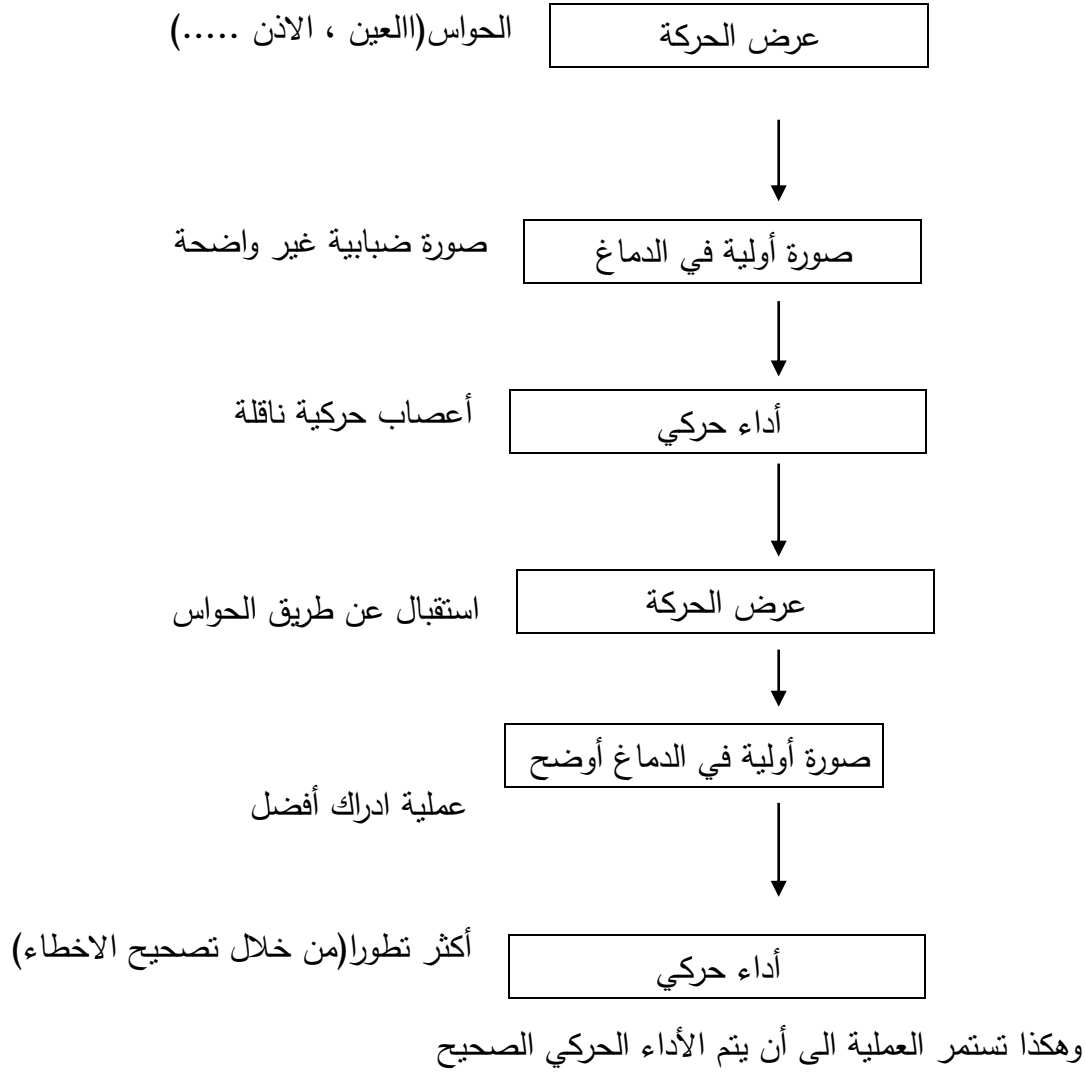 عرض الحركة
الحواس(االعين ، الاذن .....)
صورة أولية في الدماغ
صورة ضبابية غير واضحة
أداء حركي
أعصاب حركية ناقلة
عرض الحركة
استقبال عن طريق الحواس
صورة أولية في الدماغ أوضح
عملية ادراك أفضل
أداء حركي
أكثر تطورا(من خلال تصحيح الاخطاء)
وهكذا تستمر العملية الى أن يتم الأداء الحركي الصحيح